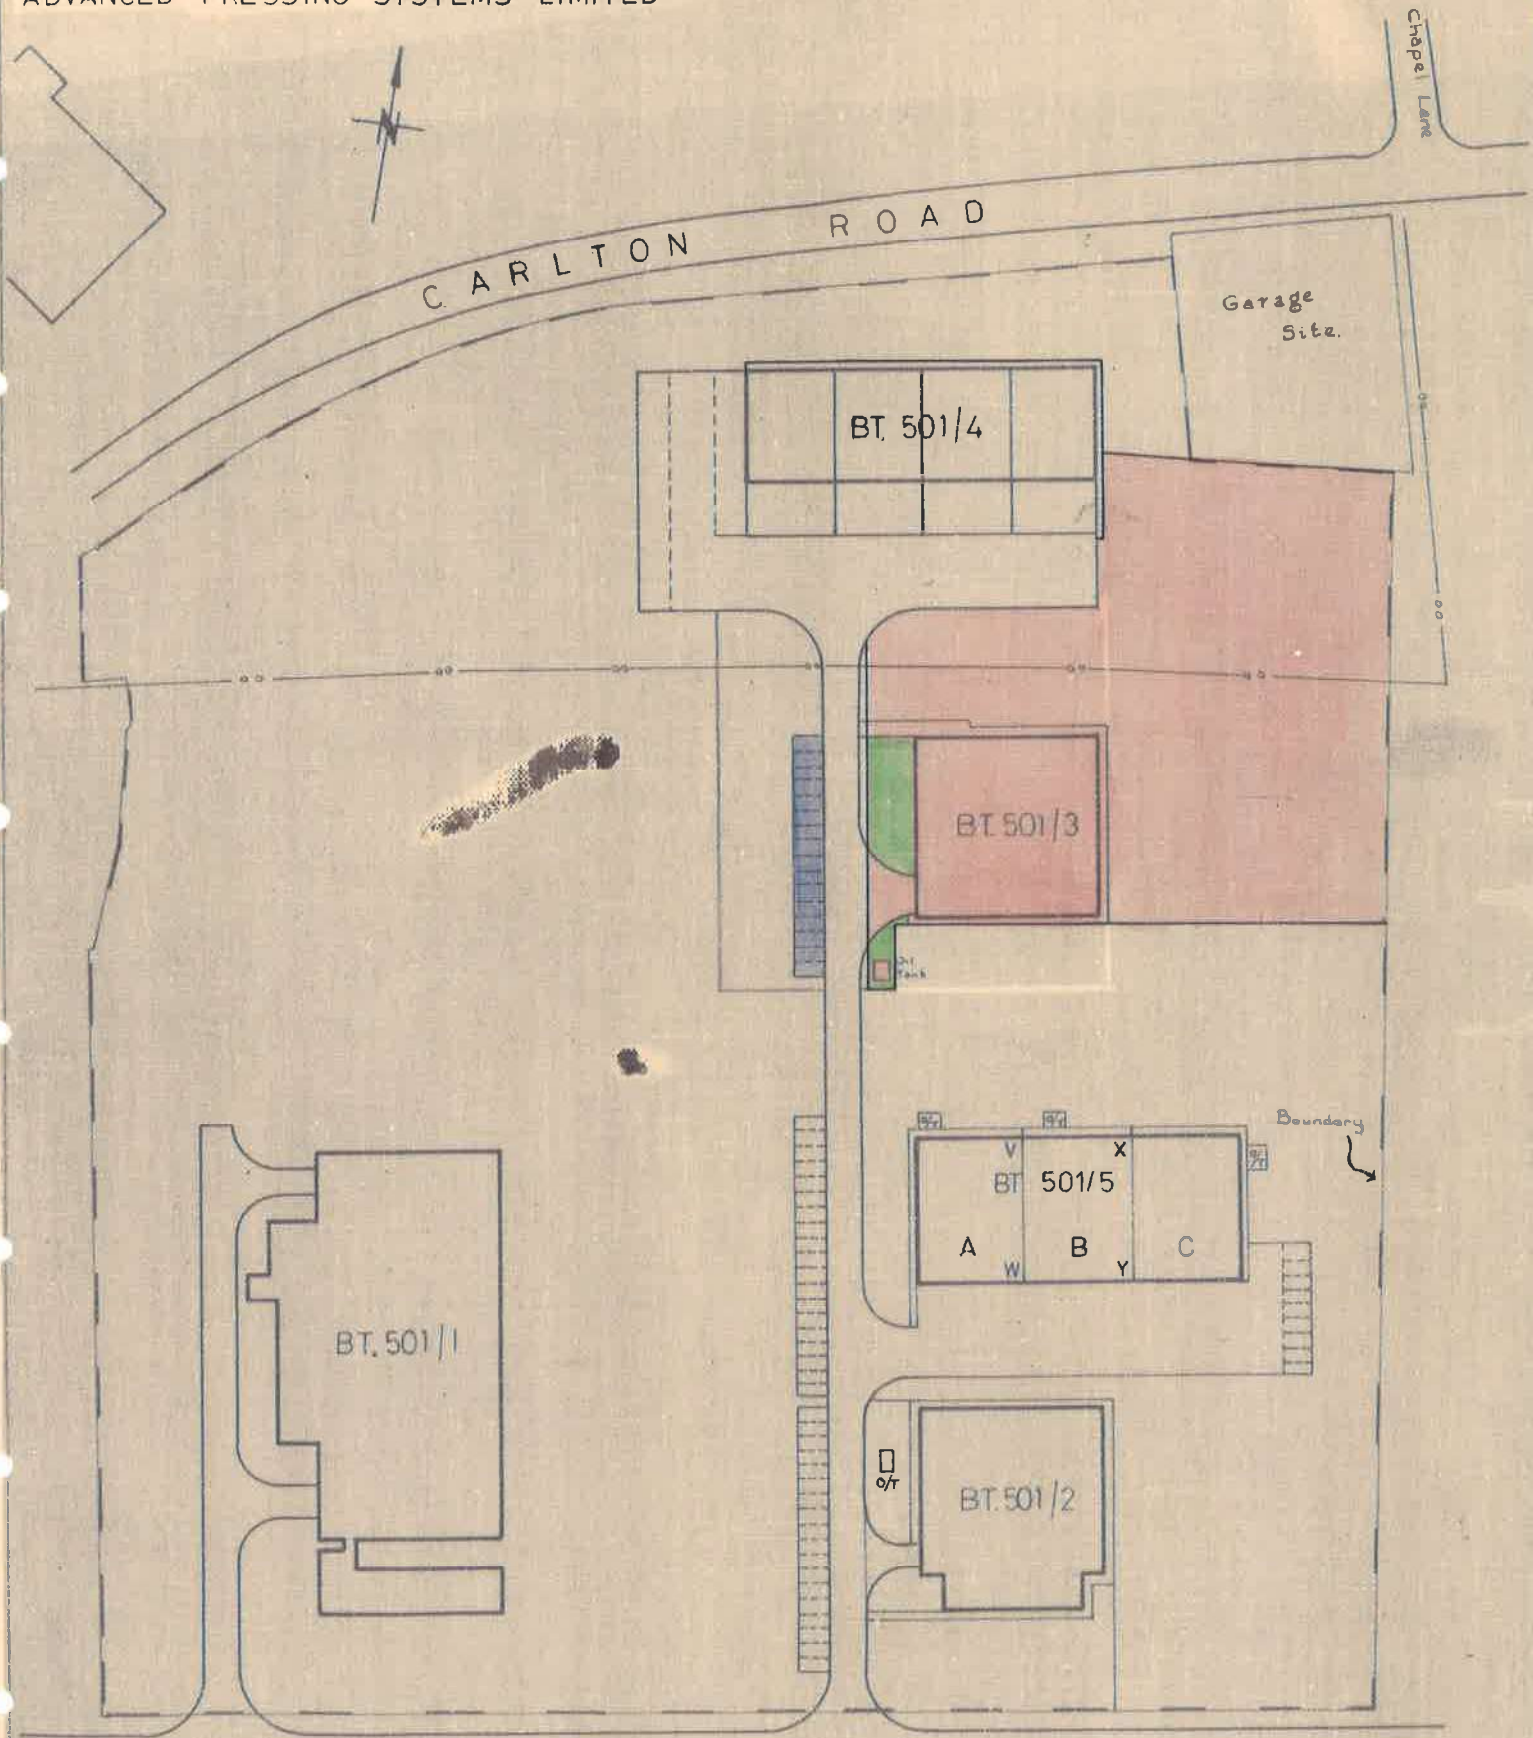 ADVANCED PRESSING SYSTEMS LIMITED
Chapel Lane
N
CARLTON ROAD
Garage
Site.
BT. 501/4
BT. 501/3
Oil
Tank
Boundary
V
X
BT 501/5
A
B
C
W
Y
BT. 501/1
O/T
BT. 501/2